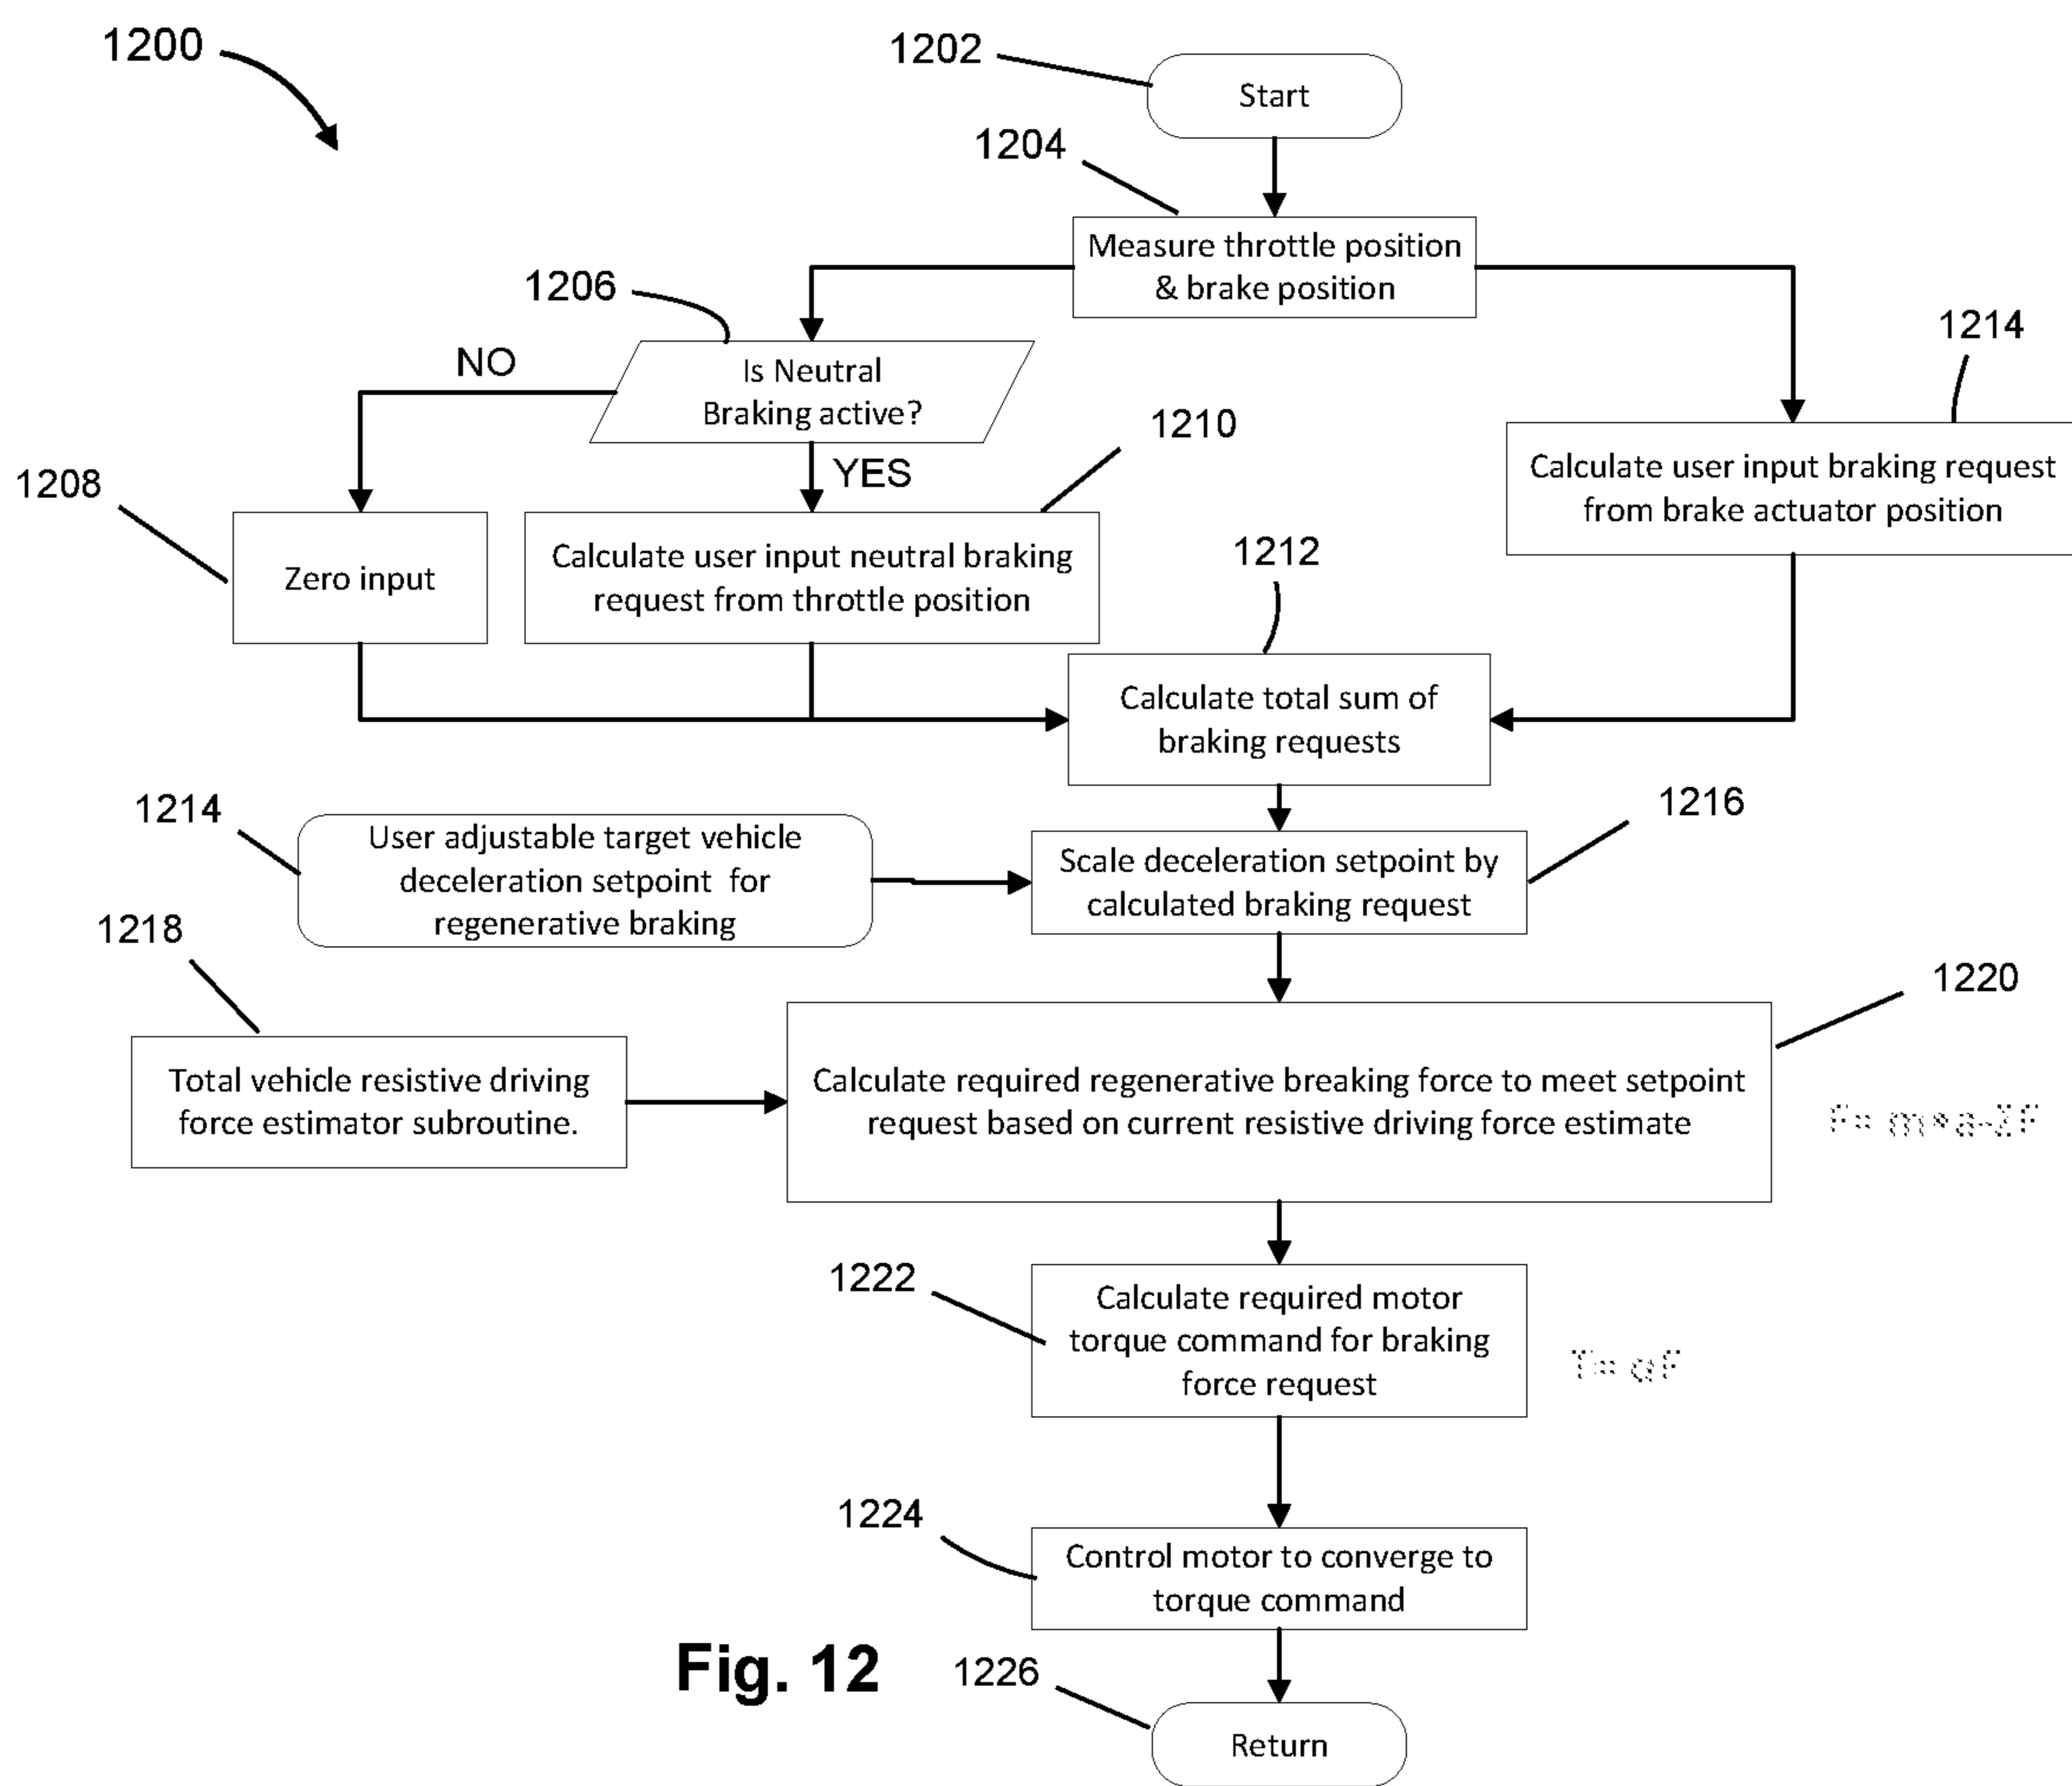 1200
1202
Start
1204
Measure throttle position
& brake position
1206
NO
Is Neutral
Braking active?
YES
1208
Zero input
1210
Calculate user input neutral braking
request from throttle position
1214
Calculate user input braking request
from brake actuator position
1212
Calculate total sum of
braking requests
1214
User adjustable target vehicle
deceleration setpoint for
regenerative braking
1216
Scale deceleration setpoint by
calculated braking request
1218
Total vehicle resistive driving
force estimator subroutine.
1220
Calculate required regenerative breaking force to meet setpoint
request based on current resistive driving force estimate
1222
Calculate required motor
torque command for braking
force request
1224
Control motor to converge to
torque command
Fig. 12
1226
Return